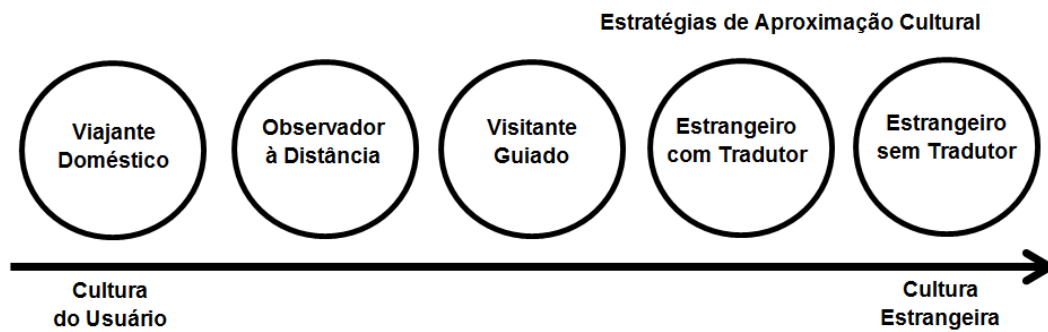 Estratégias de Aproximação Cultural
Viajante
Doméstico
Observador
à Distância
Visitante
Guiado
Estrangeiro
com Tradutor
Estrangeiro
sem Tradutor
Cultura
do Usuário
Cultura
Estrangeira